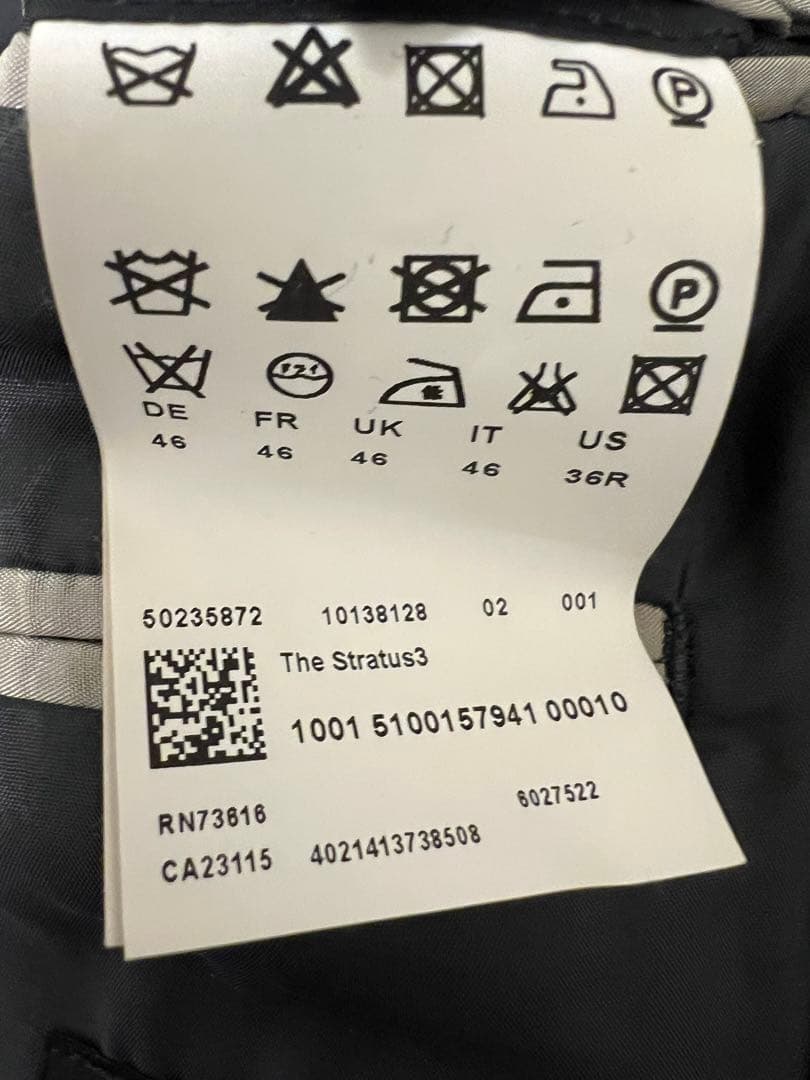 P
P
DE FR UK IT US
46 46 46 46 36R
50235872 10138128 02 001
The Stratus3
1001 5100157941 00010
RN73616 6027522
CA23115 4021413738508